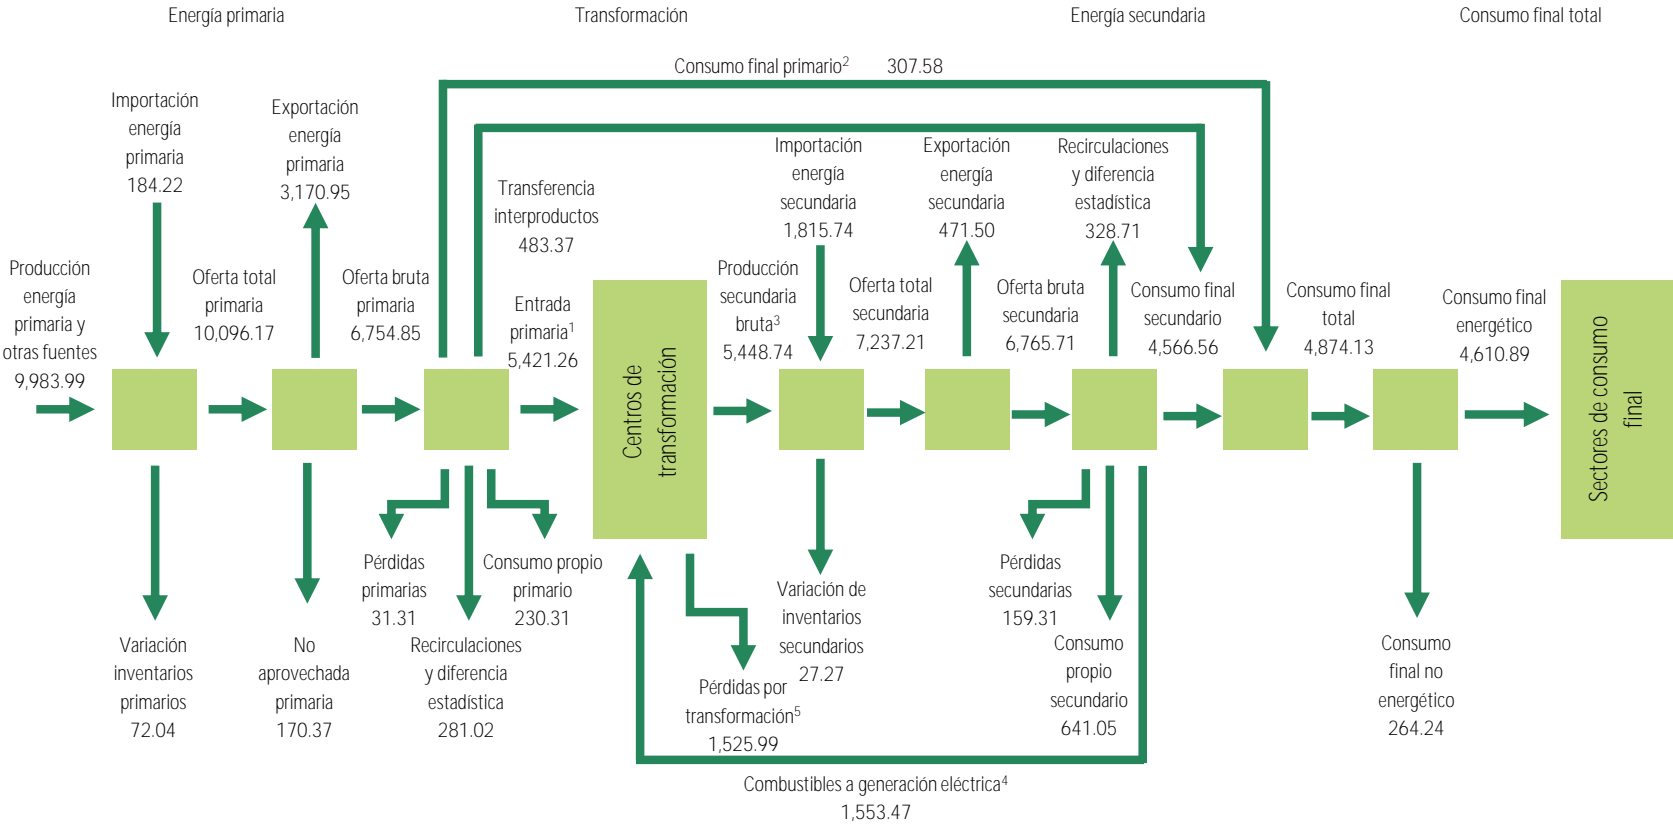 Energía primaria
Transformación
Energía secundaria
Consumo final total
Consumo final primario² 307.58
Importación
energía
primaria
184.22
Exportación
energía
primaria
3,170.95
Transferencia
interproductos
483.37
Importación
energía
secundaria
1,815.74
Exportación
energía
secundaria
471.50
Recirculaciones
y diferencia
estadística
328.71
Producción
energía
primaria y
otras fuentes
9,983.99
Oferta total
primaria
10,096.17
Oferta bruta
primaria
6,754.85
Entrada
primaria¹
5,421.26
Centros de
transformación
Producción
secundaria
bruta³
5,448.74
Oferta total
secundaria
7,237.21
Oferta bruta
secundaria
6,765.71
Consumo final
secundario
4,566.56
Consumo final
total
4,874.13
Consumo final
energético
4,610.89
Sectores de consumo
final
Variación
inventarios
primarios
72.04
No
aprovechada
primaria
170.37
Pérdidas
primarias
31.31
Recirculaciones
y diferencia
estadística
281.02
Consumo propio
primario
230.31
Pérdidas por
transformación⁵
1,525.99
Variación de
inventarios
secundarios
27.27
Pérdidas
secundarias
159.31
Consumo
propio
secundario
641.05
Consumo
final no
energético
264.24
Combustibles a generación eléctrica⁴
1,553.47